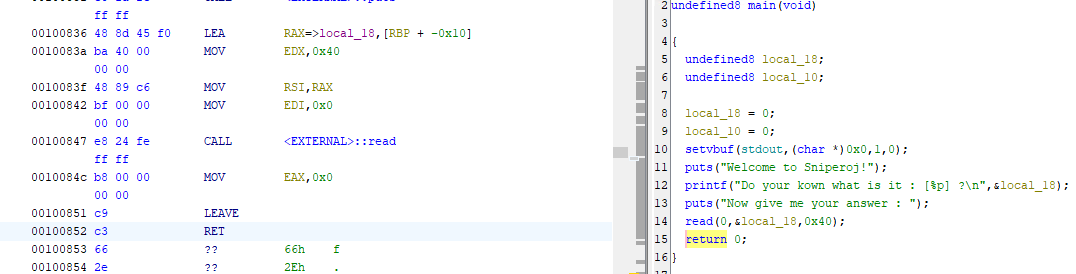 ff ff
00100836 48 8d 45 f0 LEA RAX=>local_18,[RBP + -0x10]
0010083a ba 40 00 MOV EDX,0x40
00 00
0010083f 48 89 c6 MOV RSI,RAX
00100842 bf 00 00 MOV EDI,0x0
00 00
00100847 e8 24 fe CALL <EXTERNAL>::read
ff ff
0010084c b8 00 00 MOV EAX,0x0
00 00
00100851 c9 LEAVE
00100852 c3 RET
00100853 66 ?? 66h f
00100854 2e ?? 2Eh .
2 undefined8 main(void)
3
4 {
5 undefined8 local_18;
6 undefined8 local_10;
7
8 local_18 = 0;
9 local_10 = 0;
10 setvbuf(stdout,(char *)0x0,1,0);
11 puts("Welcome to Sniperoj!");
12 printf("Do your kown what is it : [%p] ?\n",&local_18);
13 puts("Now give me your answer : ");
14 read(0,&local_18,0x40);
15 return 0;
16 }